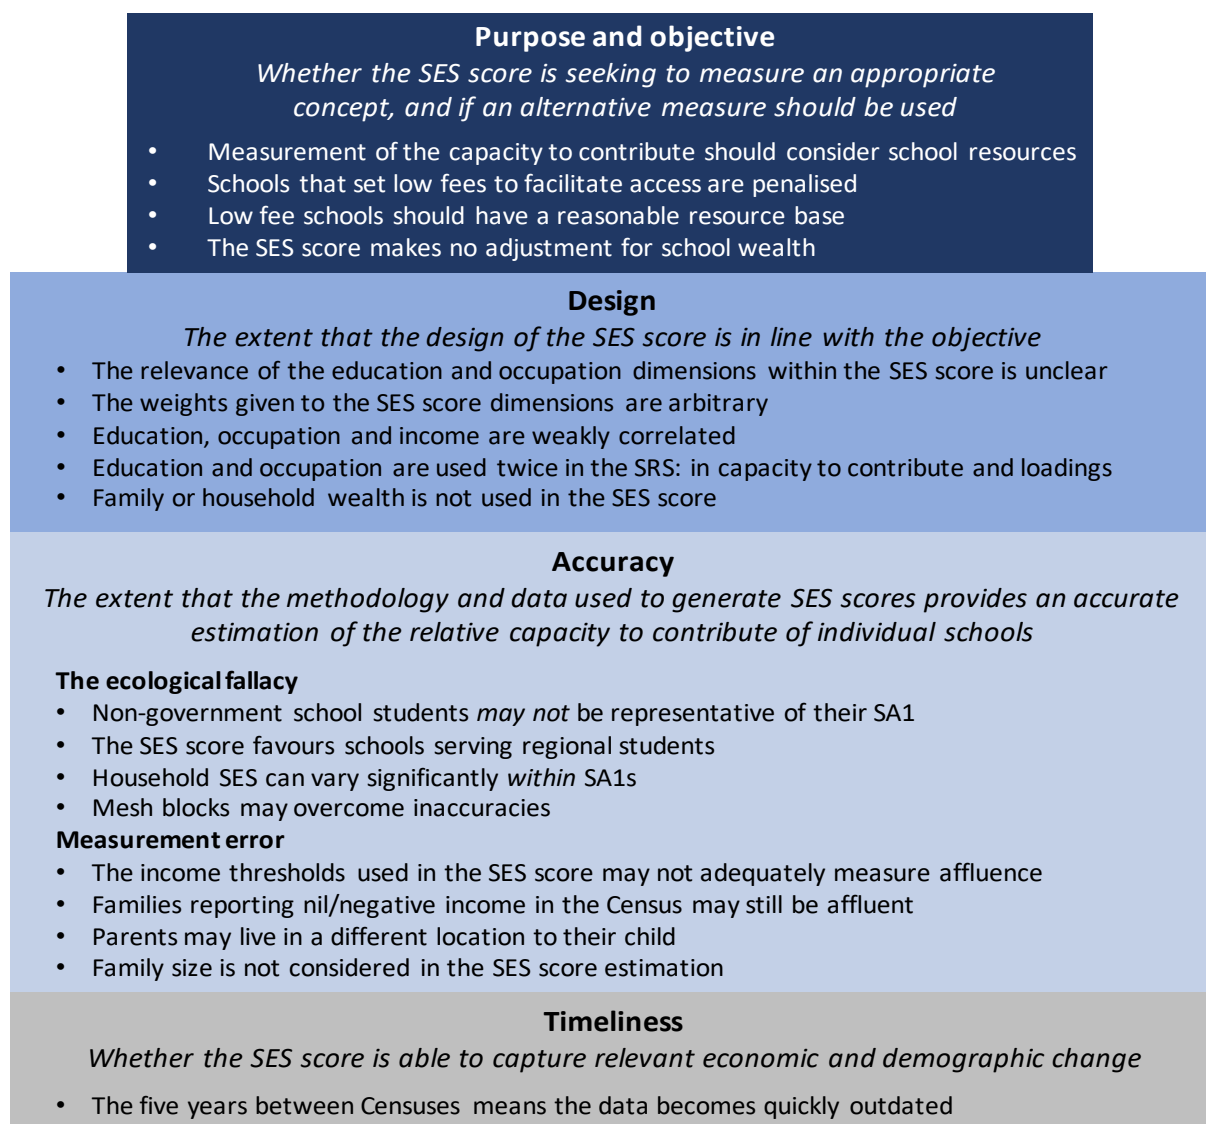 Purpose and objective
Whether the SES score is seeking to measure an appropriate
concept, and if an alternative measure should be used
• Measurement of the capacity to contribute should consider school resources
• Schools that set low fees to facilitate access are penalised
• Low fee schools should have a reasonable resource base
• The SES score makes no adjustment for school wealth
Design
The extent that the design of the SES score is in line with the objective
• The relevance of the education and occupation dimensions within the SES score is unclear
• The weights given to the SES score dimensions are arbitrary
• Education, occupation and income are weakly correlated
• Education and occupation are used twice in the SRS: in capacity to contribute and loadings
• Family or household wealth is not used in the SES score
Accuracy
The extent that the methodology and data used to generate SES scores provides an accurate
estimation of the relative capacity to contribute of individual schools
The ecological fallacy
• Non-government school students may not be representative of their SA1
• The SES score favours schools serving regional students
• Household SES can vary significantly within SA1s
• Mesh blocks may overcome inaccuracies
Measurement error
• The income thresholds used in the SES score may not adequately measure affluence
• Families reporting nil/negative income in the Census may still be affluent
• Parents may live in a different location to their child
• Family size is not considered in the SES score estimation
Timeliness
Whether the SES score is able to capture relevant economic and demographic change
• The five years between Censuses means the data becomes quickly outdated